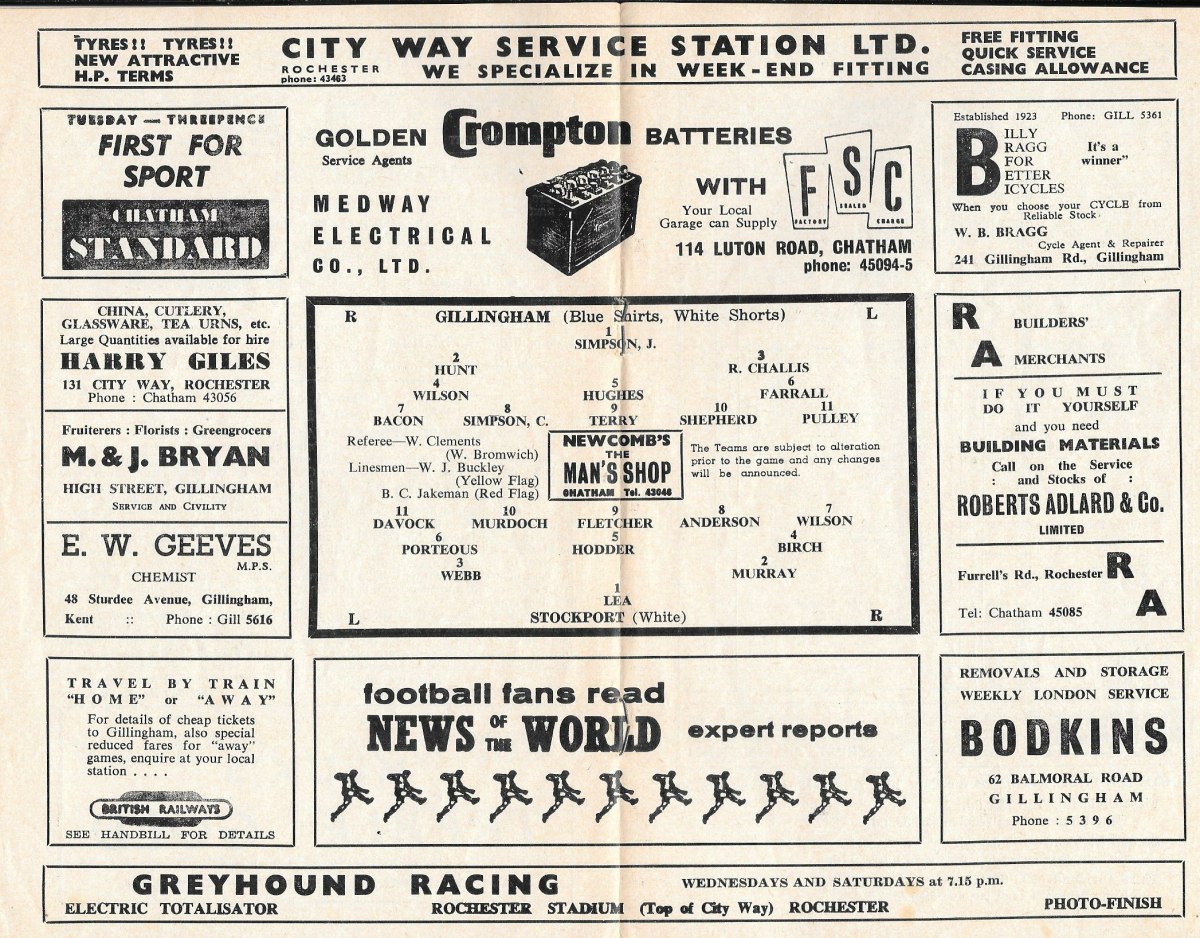 TYRES!! TYRES!!
NEW ATTRACTIVE
H.P. TERMS
CITY WAY SERVICE STATION LTD.
ROCHESTER
phone: 43463
WE SPECIALIZE IN WEEK-END FITTING
FREE FITTING
QUICK SERVICE
CASING ALLOWANCE
TUESDAY — THREEPENCE
FIRST FOR
SPORT
CHATHAM
STANDARD
GOLDEN Crompton BATTERIES
Service Agents
MEDWAY
ELECTRICAL
CO., LTD.
WITH
FSC
FACTORY SEALED CHARGE
Your Local
Garage can Supply
114 LUTON ROAD, CHATHAM
phone: 45094-5
Established 1923 Phone: GILL 5361
BILLY
RAGG
FOR
ETTER
ICYCLES
It's a
winner"
When you choose your CYCLE from
Reliable Stock
W. B. BRAGG
Cycle Agent & Repairer
241 Gillingham Rd., Gillingham
CHINA, CUTLERY,
GLASSWARE, TEA URNS, etc.
Large Quantities available for hire
HARRY GILES
131 CITY WAY, ROCHESTER
Phone : Chatham 43056
Fruiterers : Florists : Greengrocers
M. & J. BRYAN
HIGH STREET, GILLINGHAM
SERVICE AND CIVILITY
E. W. GEEVES
M.P.S.
CHEMIST
48 Sturdee Avenue, Gillingham,
Kent :: Phone : Gill 5616
R GILLINGHAM (Blue Shirts, White Shorts) L
1
SIMPSON, J.
2 3
HUNT R. CHALLIS
4 5 6
WILSON HUGHES FARRALL
7 8 9 10 11
BACON SIMPSON, C. TERRY SHEPHERD PULLEY
Referee—W. Clements
(W. Bromwich)
Linesmen—W. J. Buckley
(Yellow Flag)
B. C. Jakeman (Red Flag)
NEWCOMB'S
THE
MAN'S SHOP
CHATHAM Tel. 43046
The Teams are subject to alteration
prior to the game and any changes
will be announced.
11 10 9 8 7
DAVOCK MURDOCH FLETCHER ANDERSON WILSON
6 5 4
PORTEOUS HODDER BIRCH
3 2
WEBB MURRAY
1
LEA
L STOCKPORT (White) R
R BUILDERS'
A MERCHANTS
IF YOU MUST
DO IT YOURSELF
and you need
BUILDING MATERIALS
Call on the Service
: and Stocks of :
ROBERTS ADLARD & Co.
LIMITED
Furrell's Rd., Rochester R
Tel: Chatham 45085 A
TRAVEL BY TRAIN
"HOME" or "AWAY"
For details of cheap tickets
to Gillingham, also special
reduced fares for "away"
games, enquire at your local
station . . . .
BRITISH RAILWAYS
SEE HANDBILL FOR DETAILS
football fans read
NEWS OF THE WORLD expert reports
REMOVALS AND STORAGE
WEEKLY LONDON SERVICE
BODKINS
62 BALMORAL ROAD
GILLINGHAM
Phone : 5396
GREYHOUND RACING WEDNESDAYS AND SATURDAYS at 7.15 p.m.
ELECTRIC TOTALISATOR ROCHESTER STADIUM (Top of City Way) ROCHESTER PHOTO-FINISH